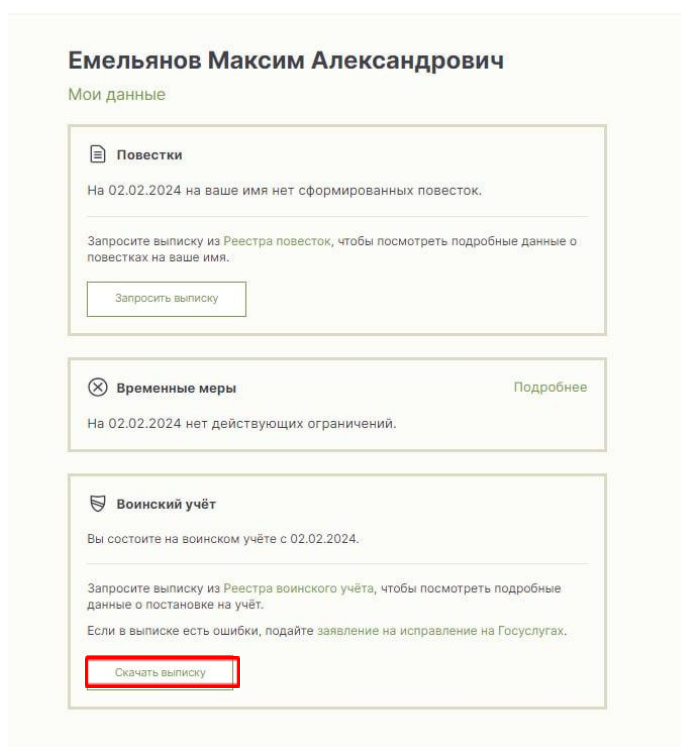 Емельянов Максим Александрович
Мои данные
Повестки
На 02.02.2024 на ваше имя нет сформированных повесток.
Запросите выписку из Реестра повесток, чтобы посмотреть подробные данные о
повестках на ваше имя.
Запросить выписку
Временные меры
Подробнее
На 02.02.2024 нет действующих ограничений.
Воинский учёт
Вы состоите на воинском учёте с 02.02.2024.
Запросите выписку из Реестра воинского учёта, чтобы посмотреть подробные
данные о постановке на учёт.
Если в выписке есть ошибки, подайте заявление на исправление на Госуслугах.
Скачать выписку